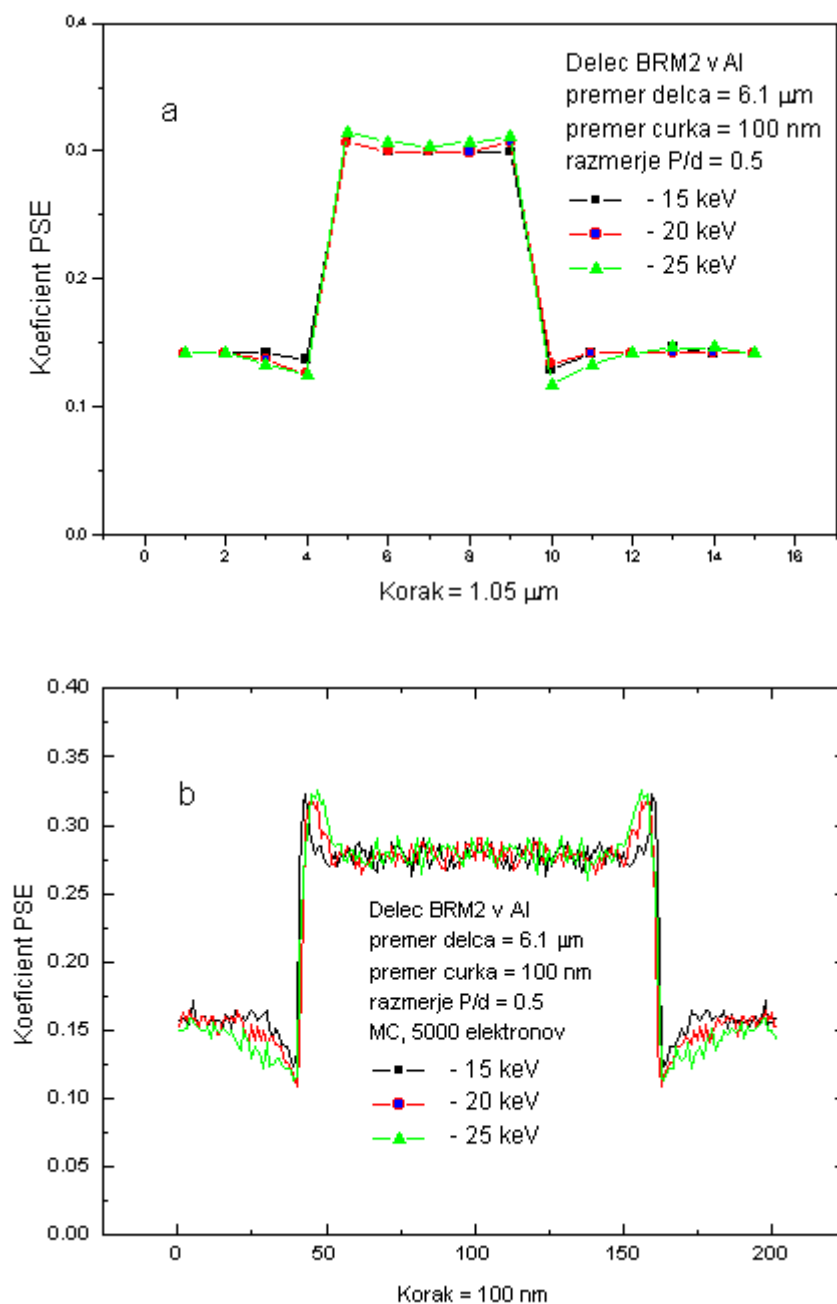 0.4
0.3
0.2
0.1
0.0
Koeficient PSE
a
Delec BRM2 v Al
premer delca = 6.1 μm
premer curka = 100 nm
razmerje P/d = 0.5
- 15 keV
- 20 keV
- 25 keV
0 2 4 6 8 10 12 14 16
Korak = 1.05 μm
0.40
0.35
0.30
0.25
0.20
0.15
0.10
0.05
0.00
Koeficient PSE
b
Delec BRM2 v Al
premer delca = 6.1 μm
premer curka = 100 nm
razmerje P/d = 0.5
MC, 5000 elektronov
- 15 keV
- 20 keV
- 25 keV
0 50 100 150 200
Korak = 100 nm